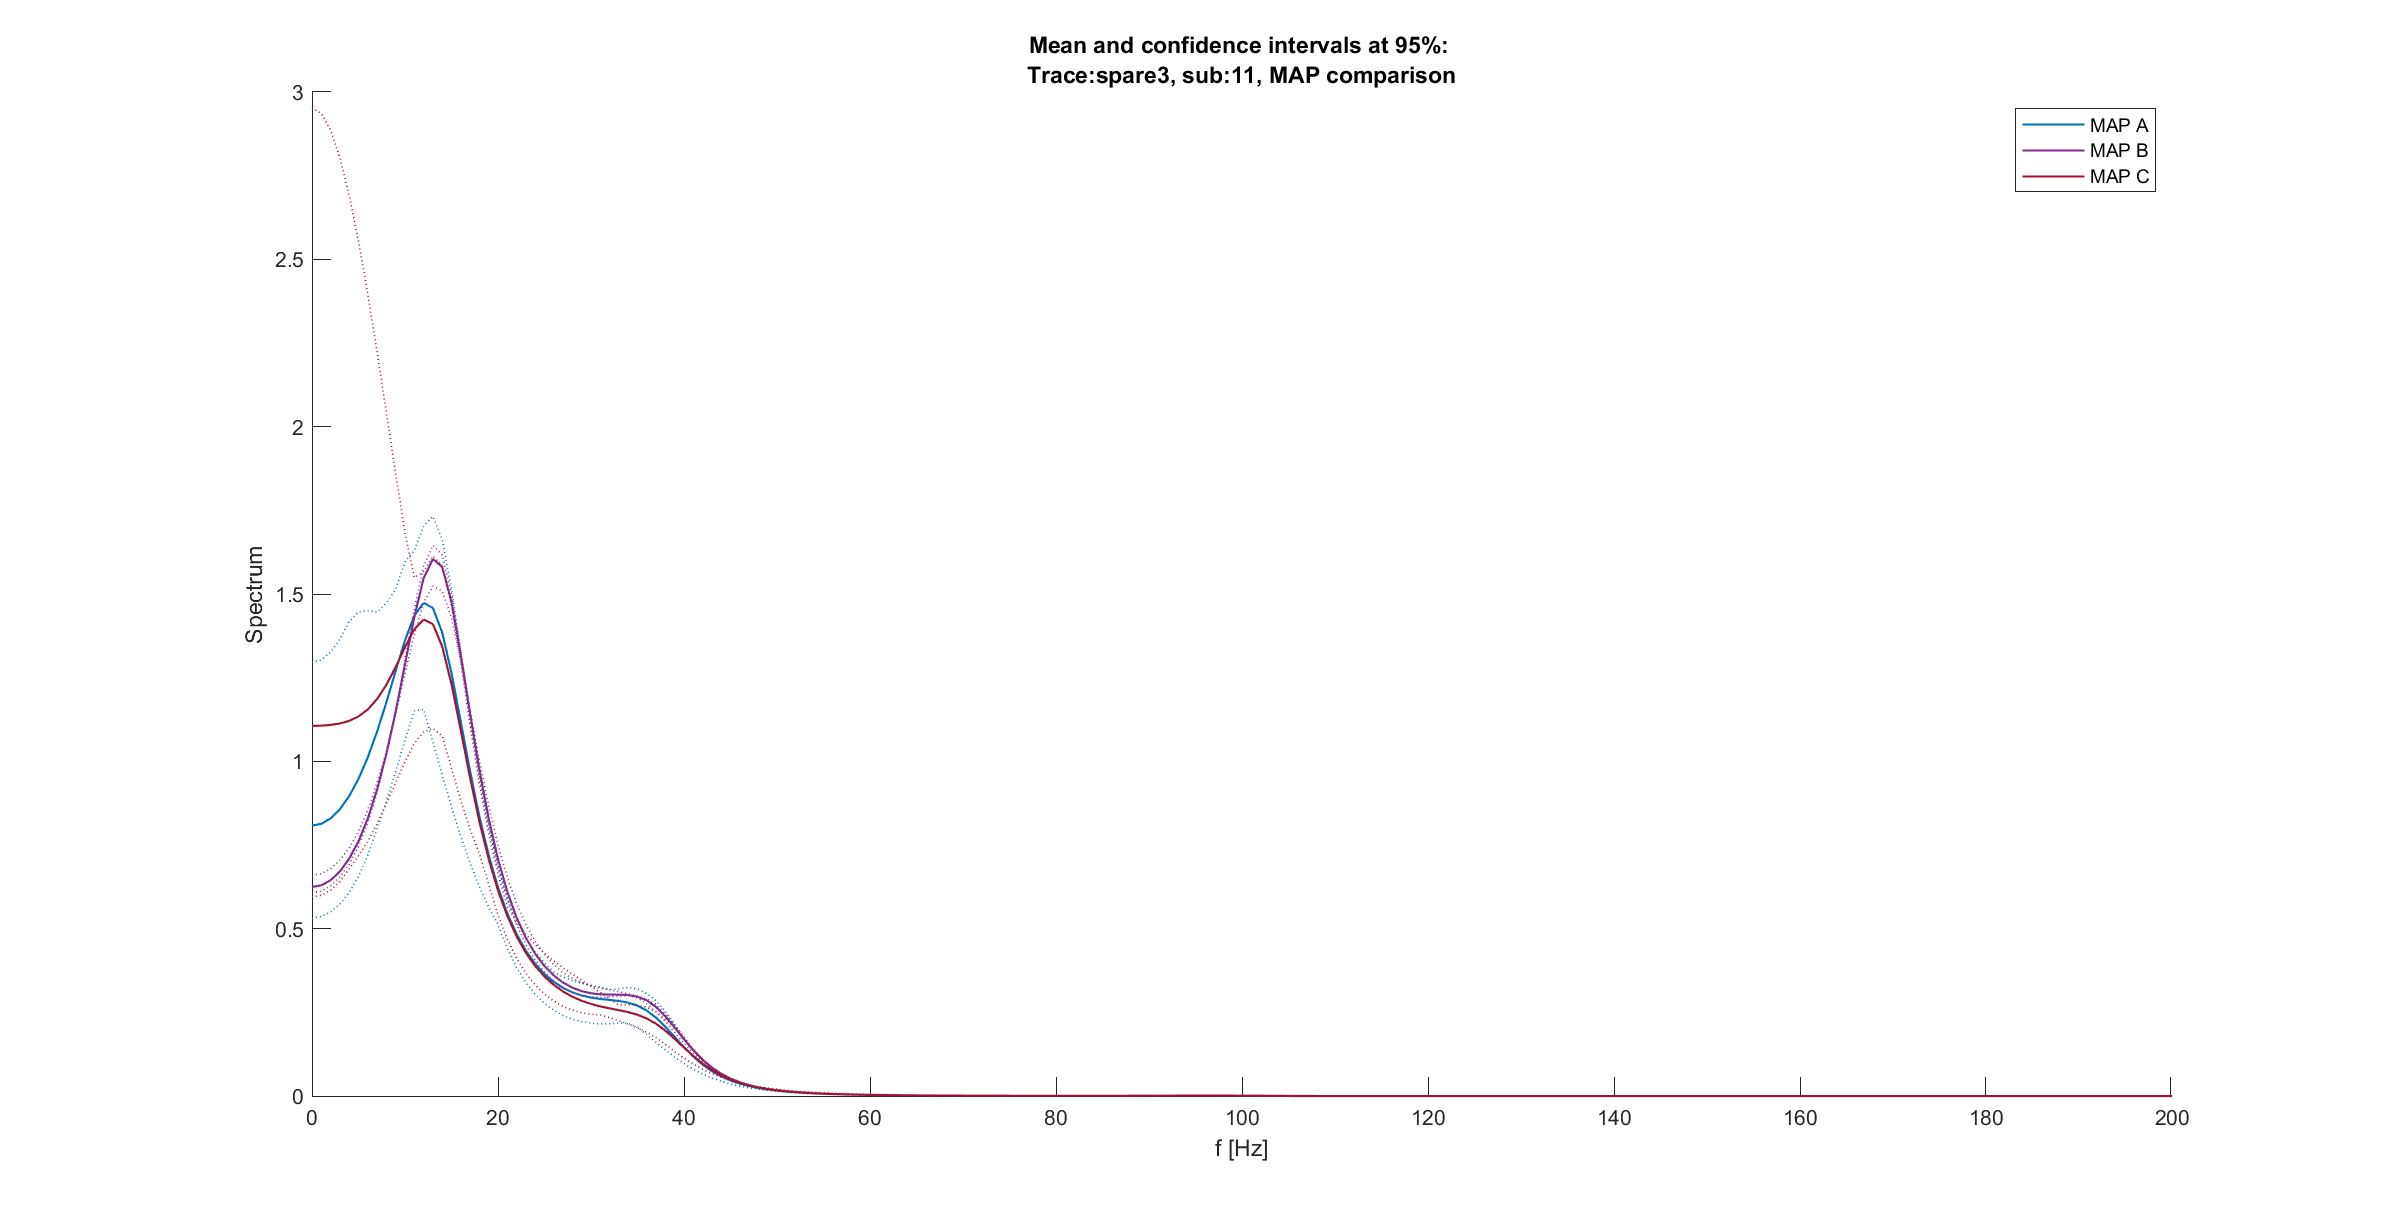 Mean and confidence intervals at 95%:
Trace:spare3, sub:11, MAP comparison
MAP A
MAP B
MAP C
3
2.5
2
1.5
1
0.5
0
Spectrum
0 20 40 60 80 100 120 140 160 180 200
f [Hz]